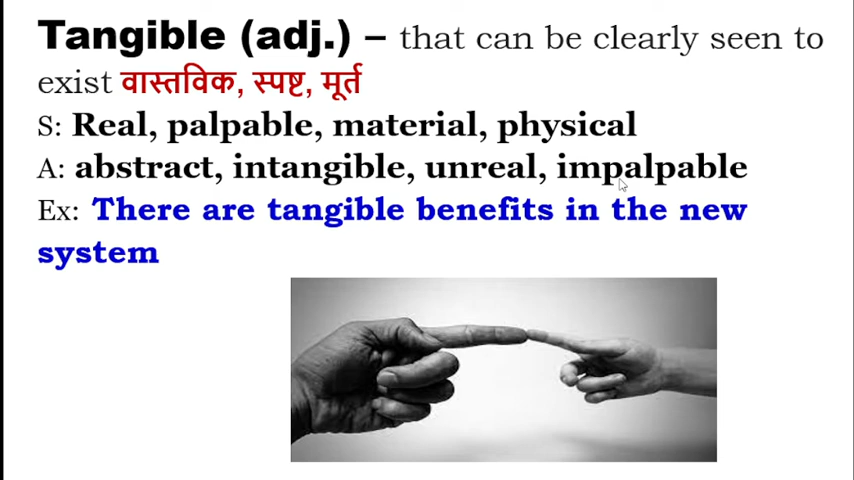 Tangible (adj.) – that can be clearly seen to
exist वास्तविक, स्पष्ट, मूर्त
S: Real, palpable, material, physical
A: abstract, intangible, unreal, impalpable
Ex: There are tangible benefits in the new
system